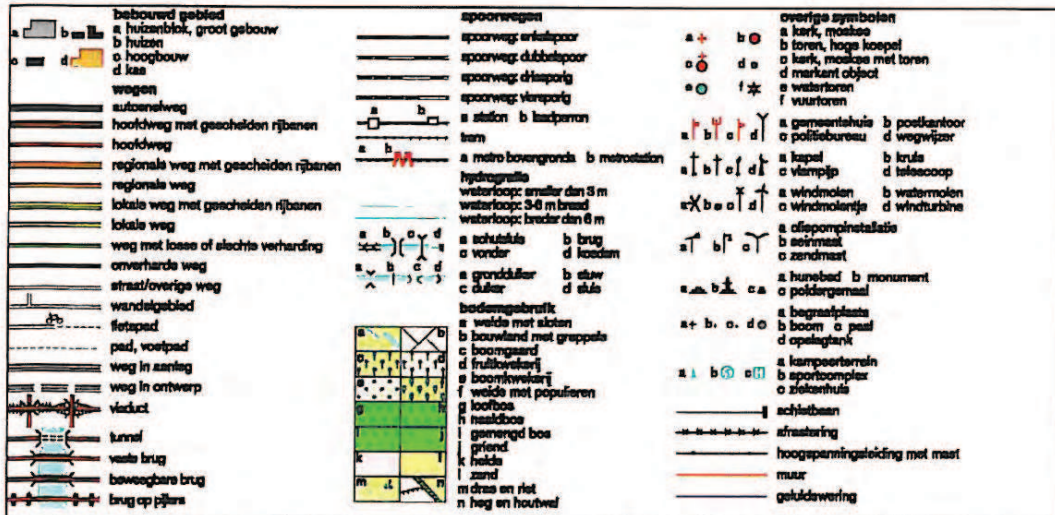 bebouwd gebied
a b a huizenblok, groot gebouw
b huizen
c d c hoogbouw
d kas
wegen
autosnelweg
hoofdweg met gescheiden rijbanen
hoofdweg
regionale weg met gescheiden rijbanen
regionale weg
lokale weg met gescheiden rijbanen
lokale weg
weg met losse of slechte verharding
onverharde weg
straat/overige weg
wandelgebied
fietspad
pad, voetpad
weg in aanleg
weg in ontwerp
viaduct
tunnel
vaste brug
beweegbare brug
brug op pijlers
spoorwegen
spoorweg: enkelspoor
spoorweg: dubbelspoor
spoorweg: driesporig
spoorweg: viersporig
a b
a station b laadperron
tram
a b
a metro bovengronds b metrostation
hydrografie
waterloop: smaller dan 3 m
waterloop: 3-6 m breed
waterloop: breder dan 6 m
a b c d a schutsluis b brug
c vonder d koedam
a b c d a grondduiker b stuw
c duiker d sluis
bodemgebruik
a b a weide met sloten
b bouwland met greppels
c d c boomgaard
d fruitkwekerij
e f e boomkwekerij
f weide met populieren
g h g loofbos
h naaldbos
i j i gemengd bos
j griend
k l k heide
l zand
m n m dras en riet
n heg en houtwal
overige symbolen
a b a kerk, moskee
b toren, hoge koepel
c d c kerk, moskee met toren
d markant object
e f e watertoren
f vuurtoren
a b c d a gemeentehuis b postkantoor
c politiebureau d wegwijzer
a b c d a kapel b kruis
c vlampijp d telescoop
a b c d a windmolen b watermolen
c windmolentje d windturbine
a b c a oliepompinstallatie
b seinmast
c zendmast
a b c a hunebed b monument
c poldergemaal
a b c d a begraafplaats
b boom c paal
d opslagtank
a b c a kampeerterrein
b sportcomplex
c ziekenhuis
schietbaan
afrastering
hoogspanningsleiding met mast
muur
geluidswering